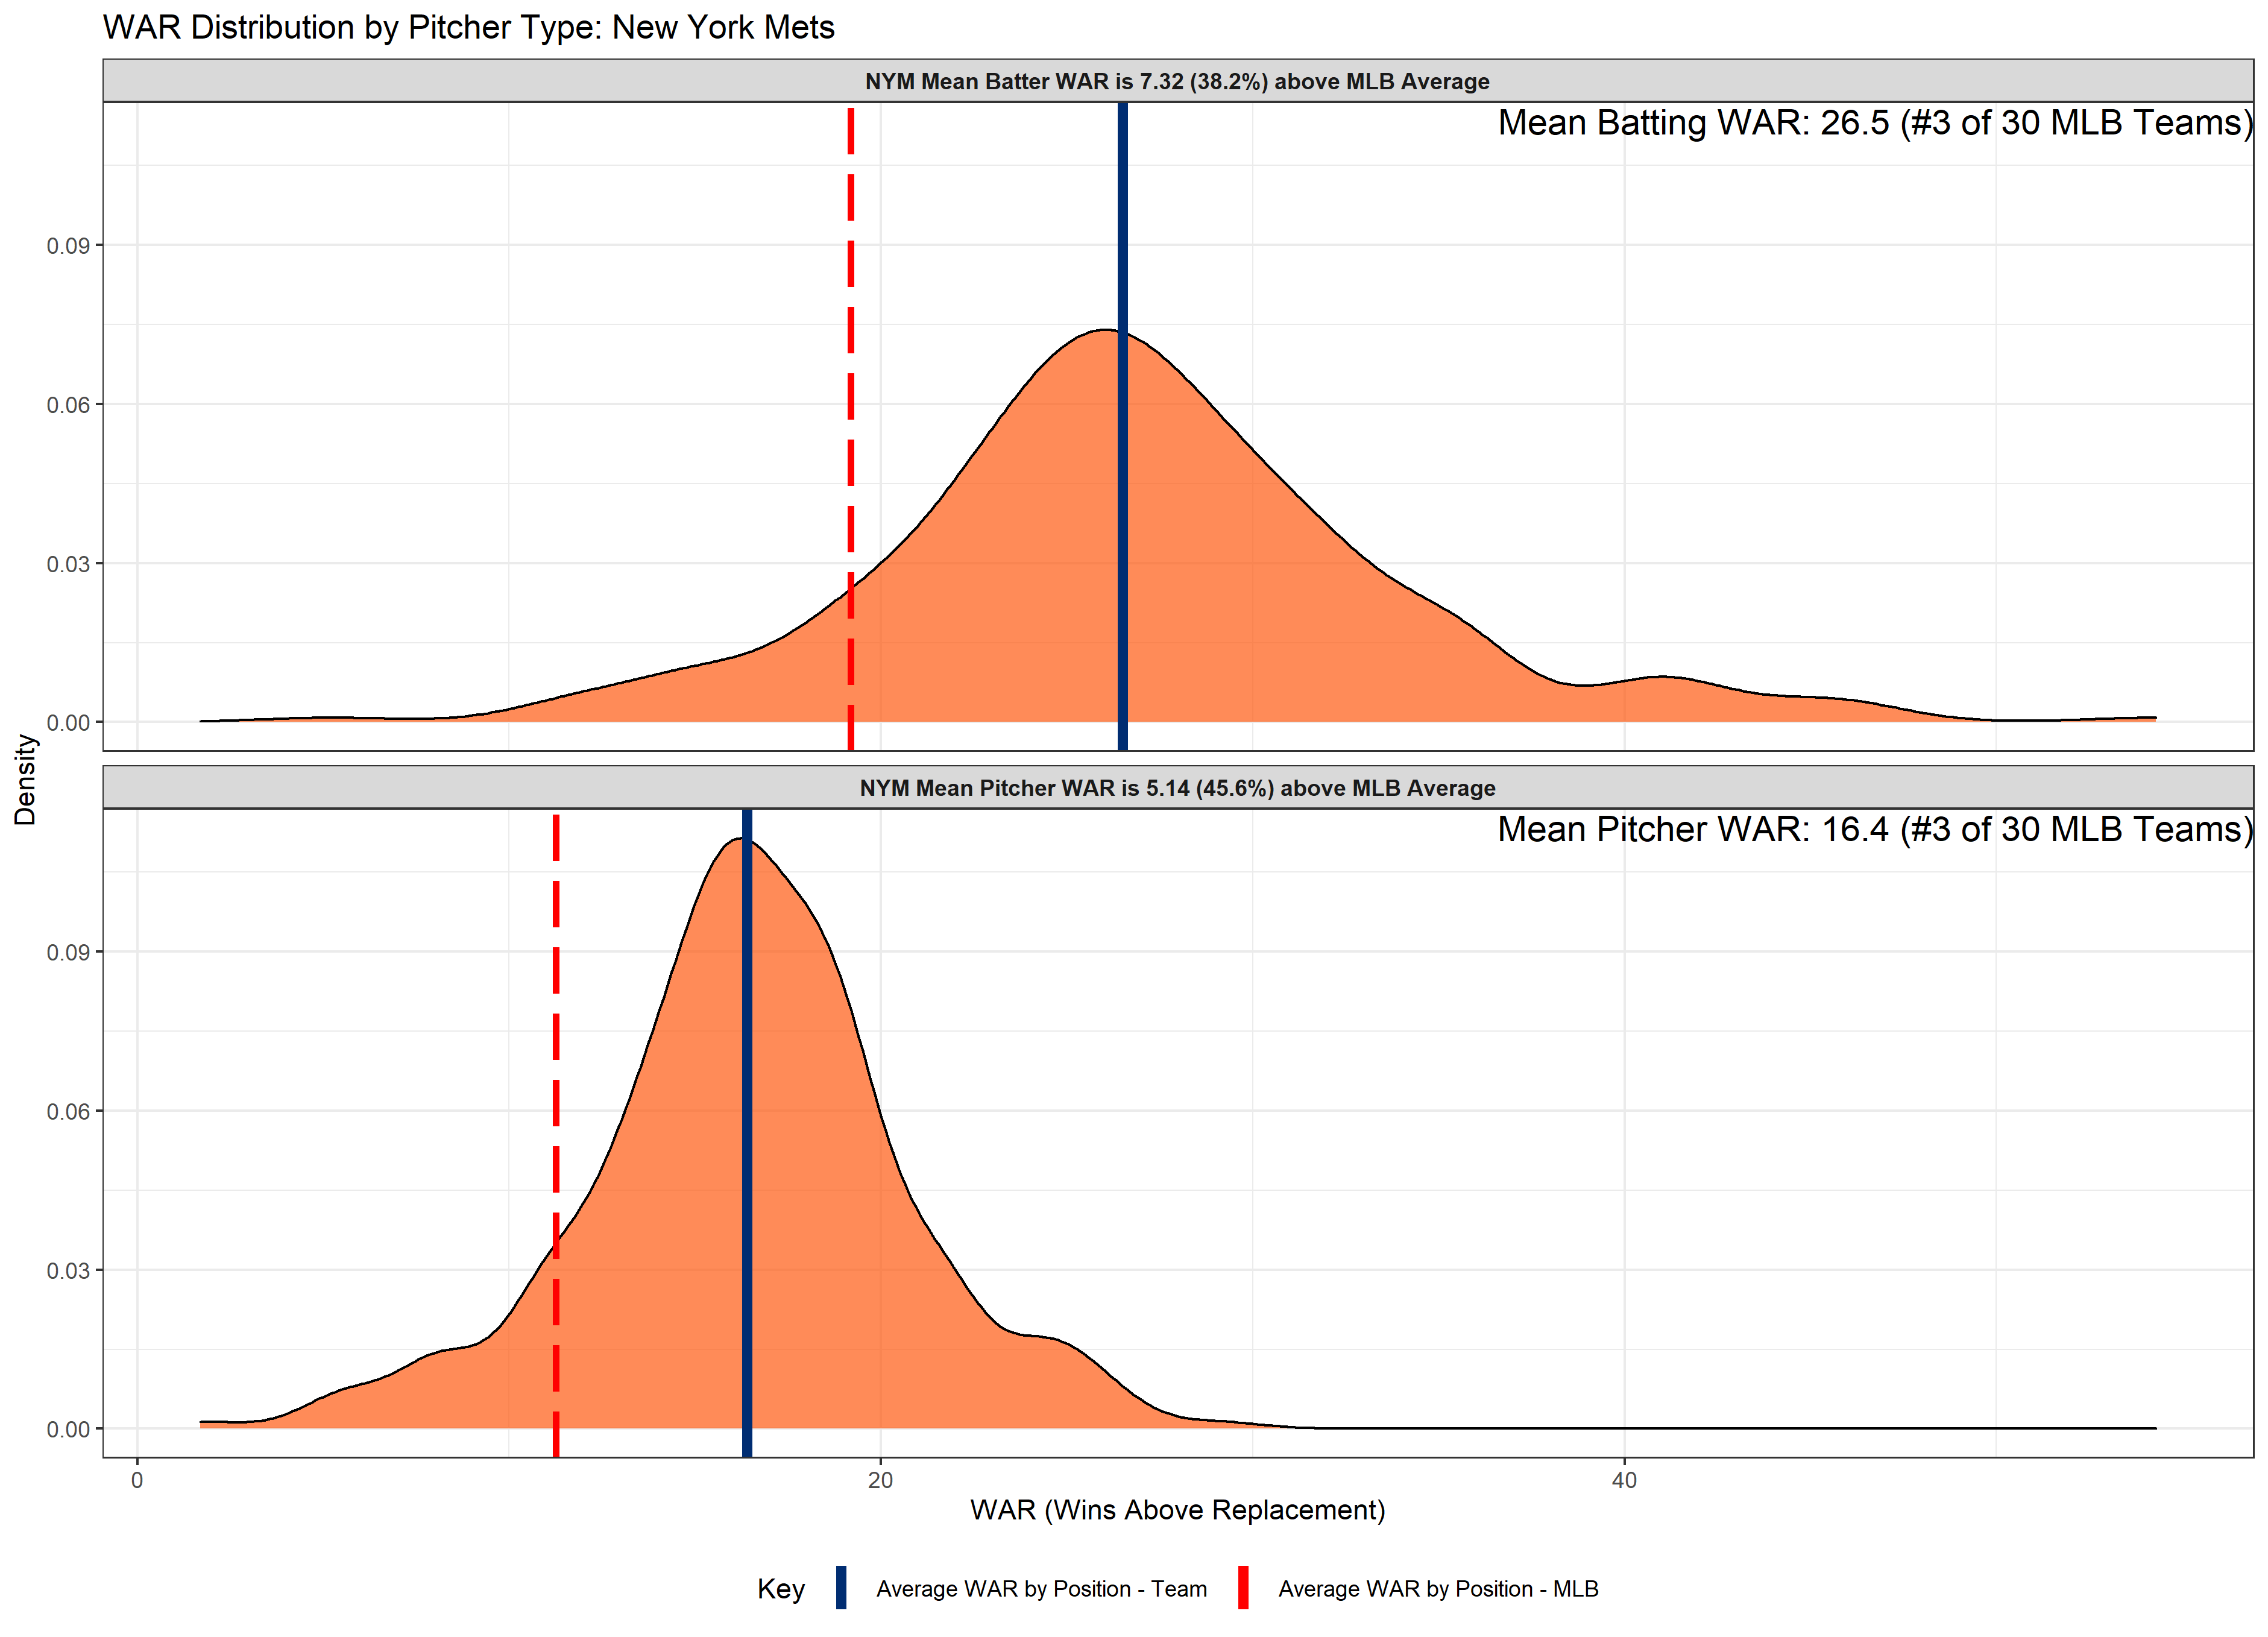 WAR Distribution by Pitcher Type: New York Mets
NYM Mean Batter WAR is 7.32 (38.2%) above MLB Average
Mean Batting WAR: 26.5 (#3 of 30 MLB Teams)
0.09
0.06
0.03
0.00
Density
NYM Mean Pitcher WAR is 5.14 (45.6%) above MLB Average
Mean Pitcher WAR: 16.4 (#3 of 30 MLB Teams)
0.09
0.06
0.03
0.00
0 20 40
WAR (Wins Above Replacement)
Key Average WAR by Position - Team Average WAR by Position - MLB